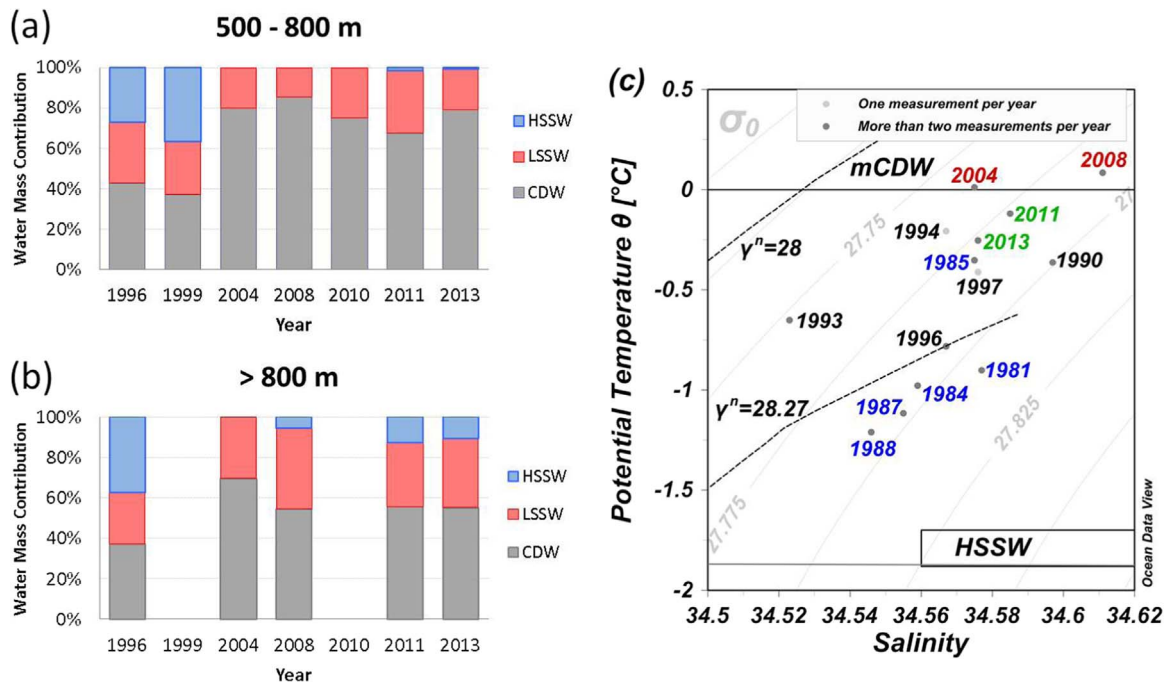 (a)
500 - 800 m
Water Mass Contribution
100%
80%
60%
40%
20%
0%
1996 1999 2004 2008 2010 2011 2013
Year
HSSW
LSSW
CDW
(b)
> 800 m
Water Mass Contribution
100%
80%
60%
40%
20%
0%
1996 1999 2004 2008 2010 2011 2013
Year
HSSW
LSSW
CDW
(c)
Potential Temperature θ [°C]
0.5
0
-0.5
-1
-1.5
-2
σ0
One measurement per year
More than two measurements per year
mCDW
2004
2008
27.75
2011
1994
2013
γⁿ=28
1985
1990
1997
1993
1996
1981
1984
γⁿ=28.27
1987
27.825
1988
27.775
HSSW
34.5 34.52 34.54 34.56 34.58 34.6 34.62
Salinity
Ocean Data View